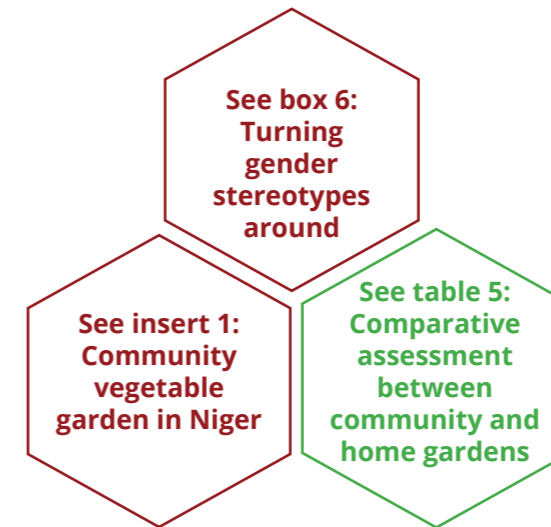 See box 6:
Turning
gender
stereotypes
around
See insert 1:
Community
vegetable
garden in Niger
See table 5:
Comparative
assessment
between
community and
home gardens